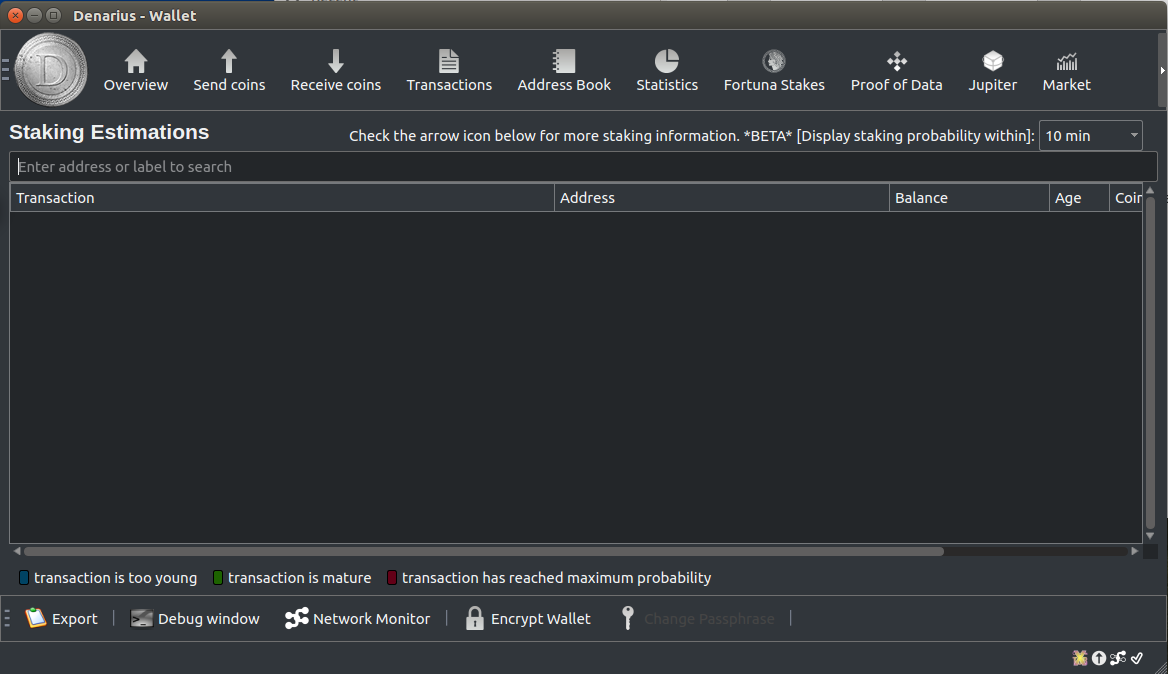 Denarius - Wallet
D
Overview
Send coins
Receive coins
Transactions
Address Book
Statistics
Fortuna Stakes
Proof of Data
Jupiter
Market
Staking Estimations
Check the arrow icon below for more staking information. *BETA* [Display staking probability within]:
10 min
Enter address or label to search
Transaction
Address
Balance
Age
Coin
transaction is too young
transaction is mature
transaction has reached maximum probability
Export
Debug window
Network Monitor
Encrypt Wallet
Change Passphrase